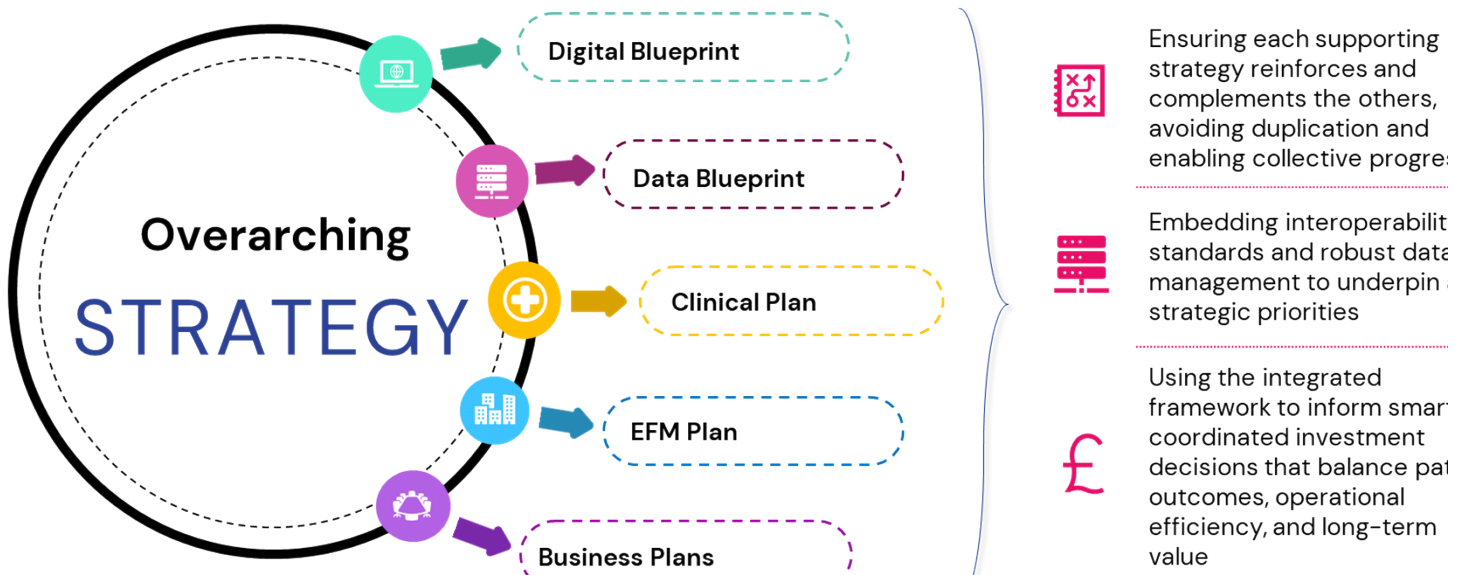 Overarching
STRATEGY
Digital Blueprint
Data Blueprint
Clinical Plan
EFM Plan
Business Plans
Ensuring each supporting
strategy reinforces and
complements the others,
avoiding duplication and
enabling collective
Embedding
standards and robust data
management to underpin
strategic priorities
Using the integrated
framework to inform
coordinated investment
decisions that balance
outcomes, operational
efficiency, and long-term
value
£